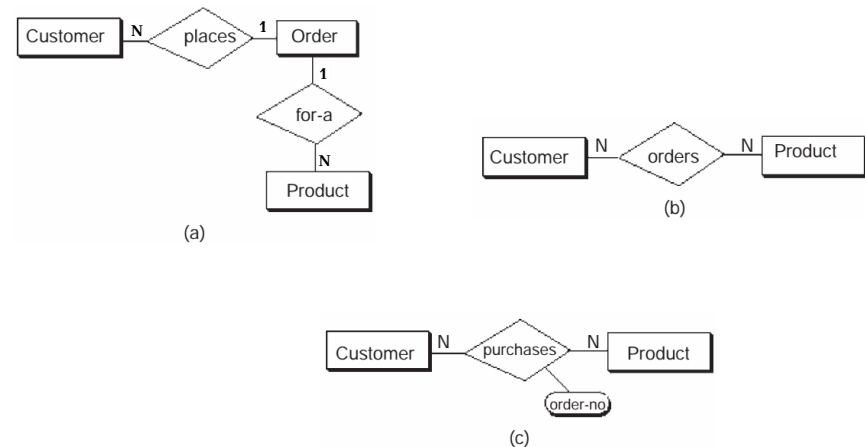 Customer N places 1 Order
1
for-a
N
Product
(a)
Customer N orders N Product
(b)
Customer N purchases N Product
order-no
(c)